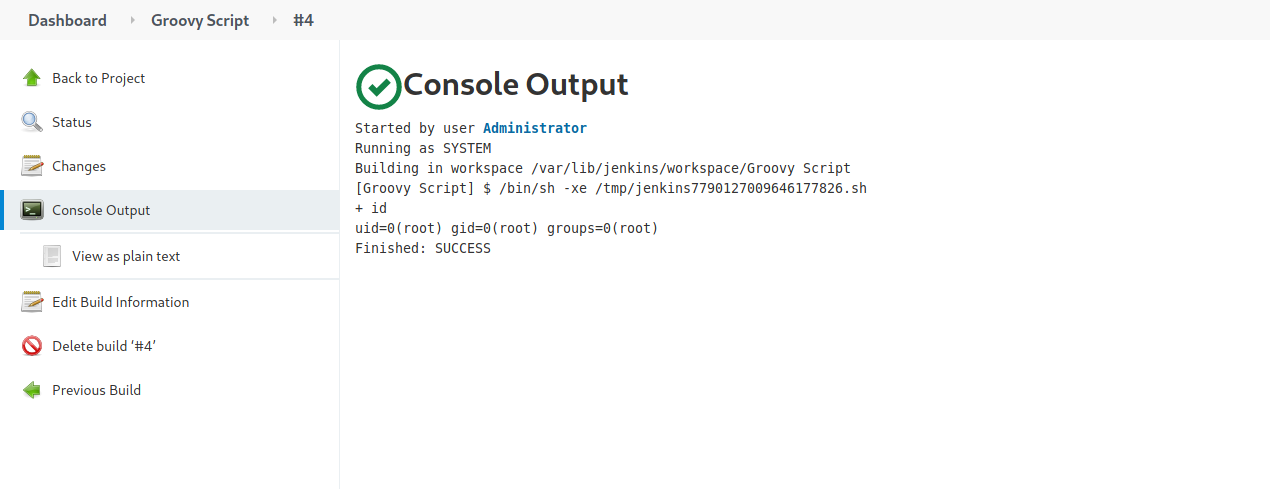 Dashboard Groovy Script #4
Back to Project
Status
Changes
Console Output
View as plain text
Edit Build Information
Delete build ‘#4’
Previous Build
Console Output
Started by user Administrator
Running as SYSTEM
Building in workspace /var/lib/jenkins/workspace/Groovy Script
[Groovy Script] $ /bin/sh -xe /tmp/jenkins7790127009646177826.sh
+ id
uid=0(root) gid=0(root) groups=0(root)
Finished: SUCCESS